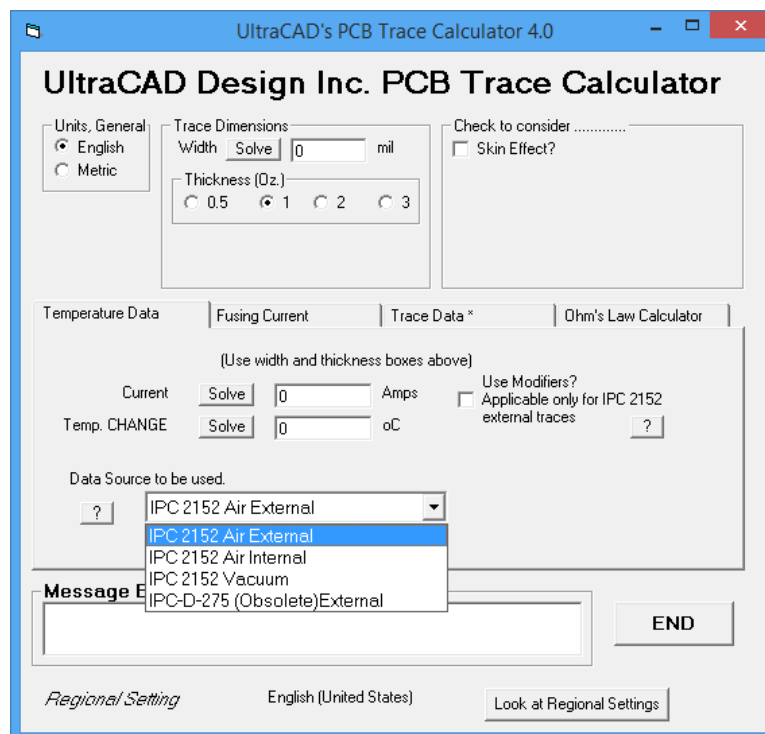 UltraCAD's PCB Trace Calculator 4.0
UltraCAD Design Inc. PCB Trace Calculator
Units, General
English
Metric
Trace Dimensions
Width Solve 0 mil
Thickness (Oz.)
0.5 1 2 3
Check to consider .............
Skin Effect?
Temperature Data Fusing Current Trace Data * Ohm's Law Calculator
(Use width and thickness boxes above)
Current Solve 0 Amps
Temp. CHANGE Solve 0 oC
Use Modifiers?
Applicable only for IPC 2152
external traces
?
Data Source to be used.
? IPC 2152 Air External
IPC 2152 Air External
IPC 2152 Air Internal
IPC 2152 Vacuum
IPC-D-275 (Obsolete)External
Message
END
Regional Setting English (United States) Look at Regional Settings